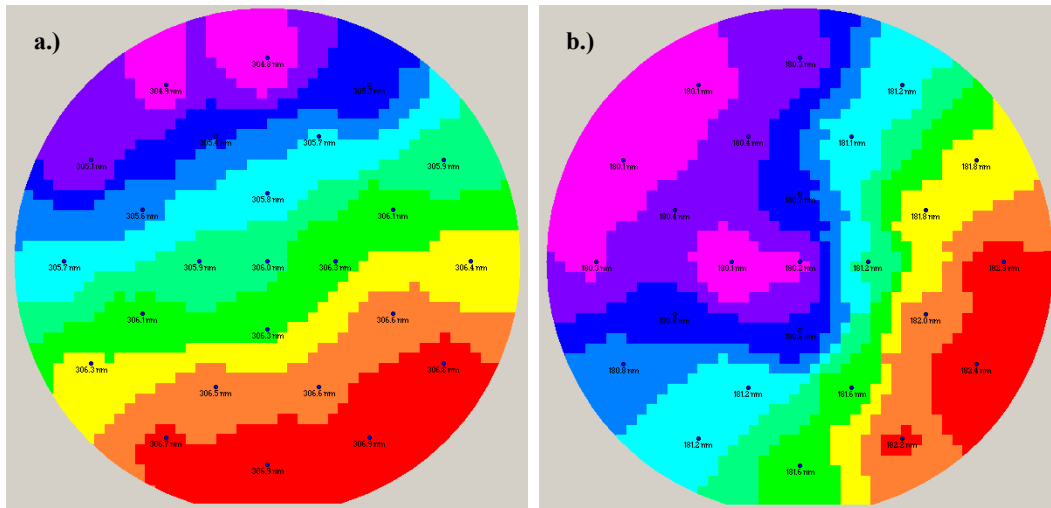 a.)
304.8 nm
304.9 nm
305.4 nm
305.7 nm
305.1 nm
305.9 nm
305.8 nm
305.6 nm
306.1 nm
305.7 nm
305.9 nm
306.0 nm
306.3 nm
306.4 nm
306.1 nm
306.6 nm
306.3 nm
306.3 nm
306.8 nm
306.5 nm
306.6 nm
306.7 nm
306.9 nm
306.9 nm
b.)
180.3 nm
180.1 nm
181.2 nm
180.4 nm
181.1 nm
180.1 nm
181.8 nm
180.4 nm
181.8 nm
180.3 nm
180.1 nm
180.2 nm
181.2 nm
182.3 nm
182.0 nm
180.8 nm
182.4 nm
181.2 nm
181.6 nm
181.2 nm
182.2 nm
181.6 nm